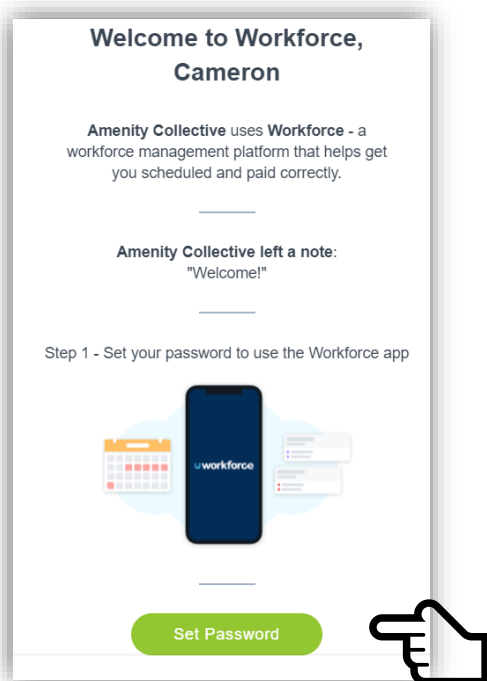 Welcome to Workforce,
Cameron
Amenity Collective uses Workforce - a
workforce management platform that helps get
you scheduled and paid correctly.
Amenity Collective left a note:
"Welcome!"
Step 1 - Set your password to use the Workforce app
workforce
Set Password